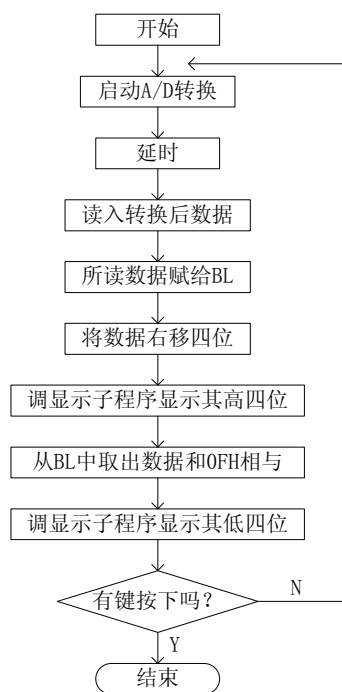 开始
启动A/D转换
延时
读入转换后数据
所读数据赋给BL
将数据右移四位
调显示子程序显示其高四位
从BL中取出数据和0FH相与
调显示子程序显示其低四位
有键按下吗?
N
Y
结束